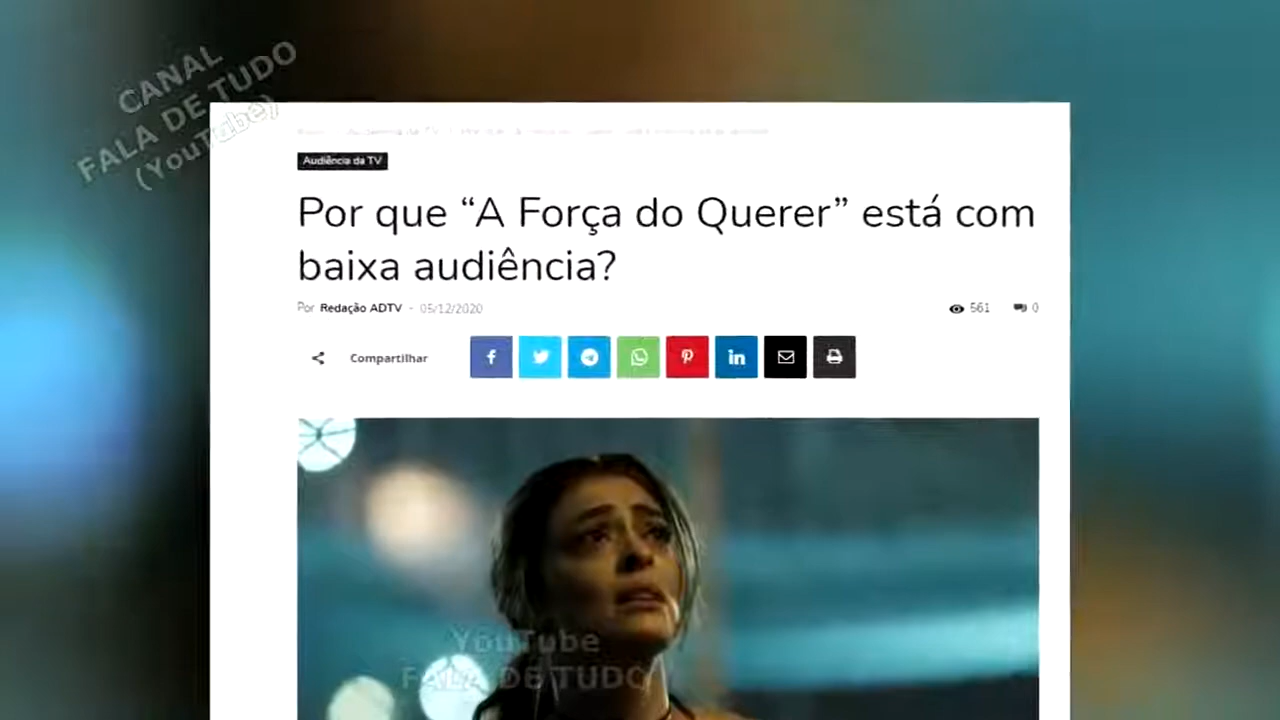 CANAL
FALA DE TUDO
(YouTube)
Audiência da TV
Por que “A Força do Querer” está com
baixa audiência?
Por Redação ADTV - 05/12/2020
561
0
Compartilhar
YouTube
FALA DE TUDO